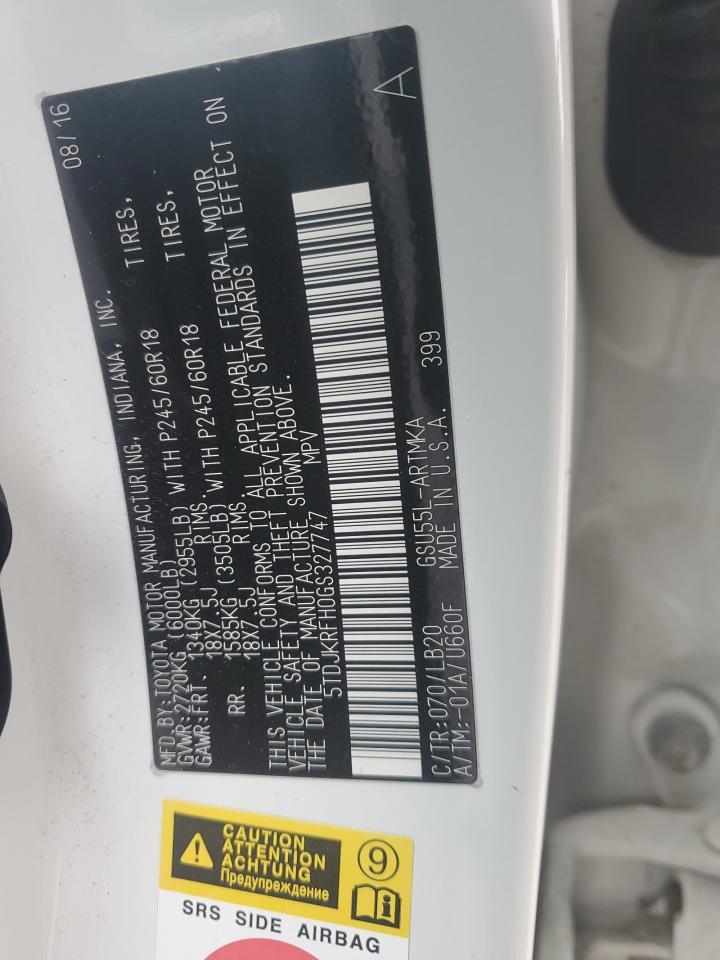 08/16
MFD BY:TOYOTA MOTOR MANUFACTURING, INDIANA, INC.
GVWR:2720KG (6000LB)
GAWR:FRT. 1340KG (2955LB) WITH P245/60R18 TIRES,
18X7.5J RIMS.
RR. 1585KG (3505LB) WITH P245/60R18 TIRES,
18X7.5J RIMS
THIS VEHICLE CONFORMS TO ALL APPLICABLE FEDERAL MOTOR
VEHICLE SAFETY AND THEFT PREVENTION STANDARDS IN EFFECT ON
THE DATE OF MANUFACTURE SHOWN ABOVE.
5TDJKRFH0GS327747 MPV
A
C/TR:070/LB20 GSU55L-ARTMKA
A/TM:-01A/U660F MADE IN U.S.A. 399
CAUTION
ATTENTION
ACHTUNG
Предупреждение
9
i
SRS SIDE AIRBAG